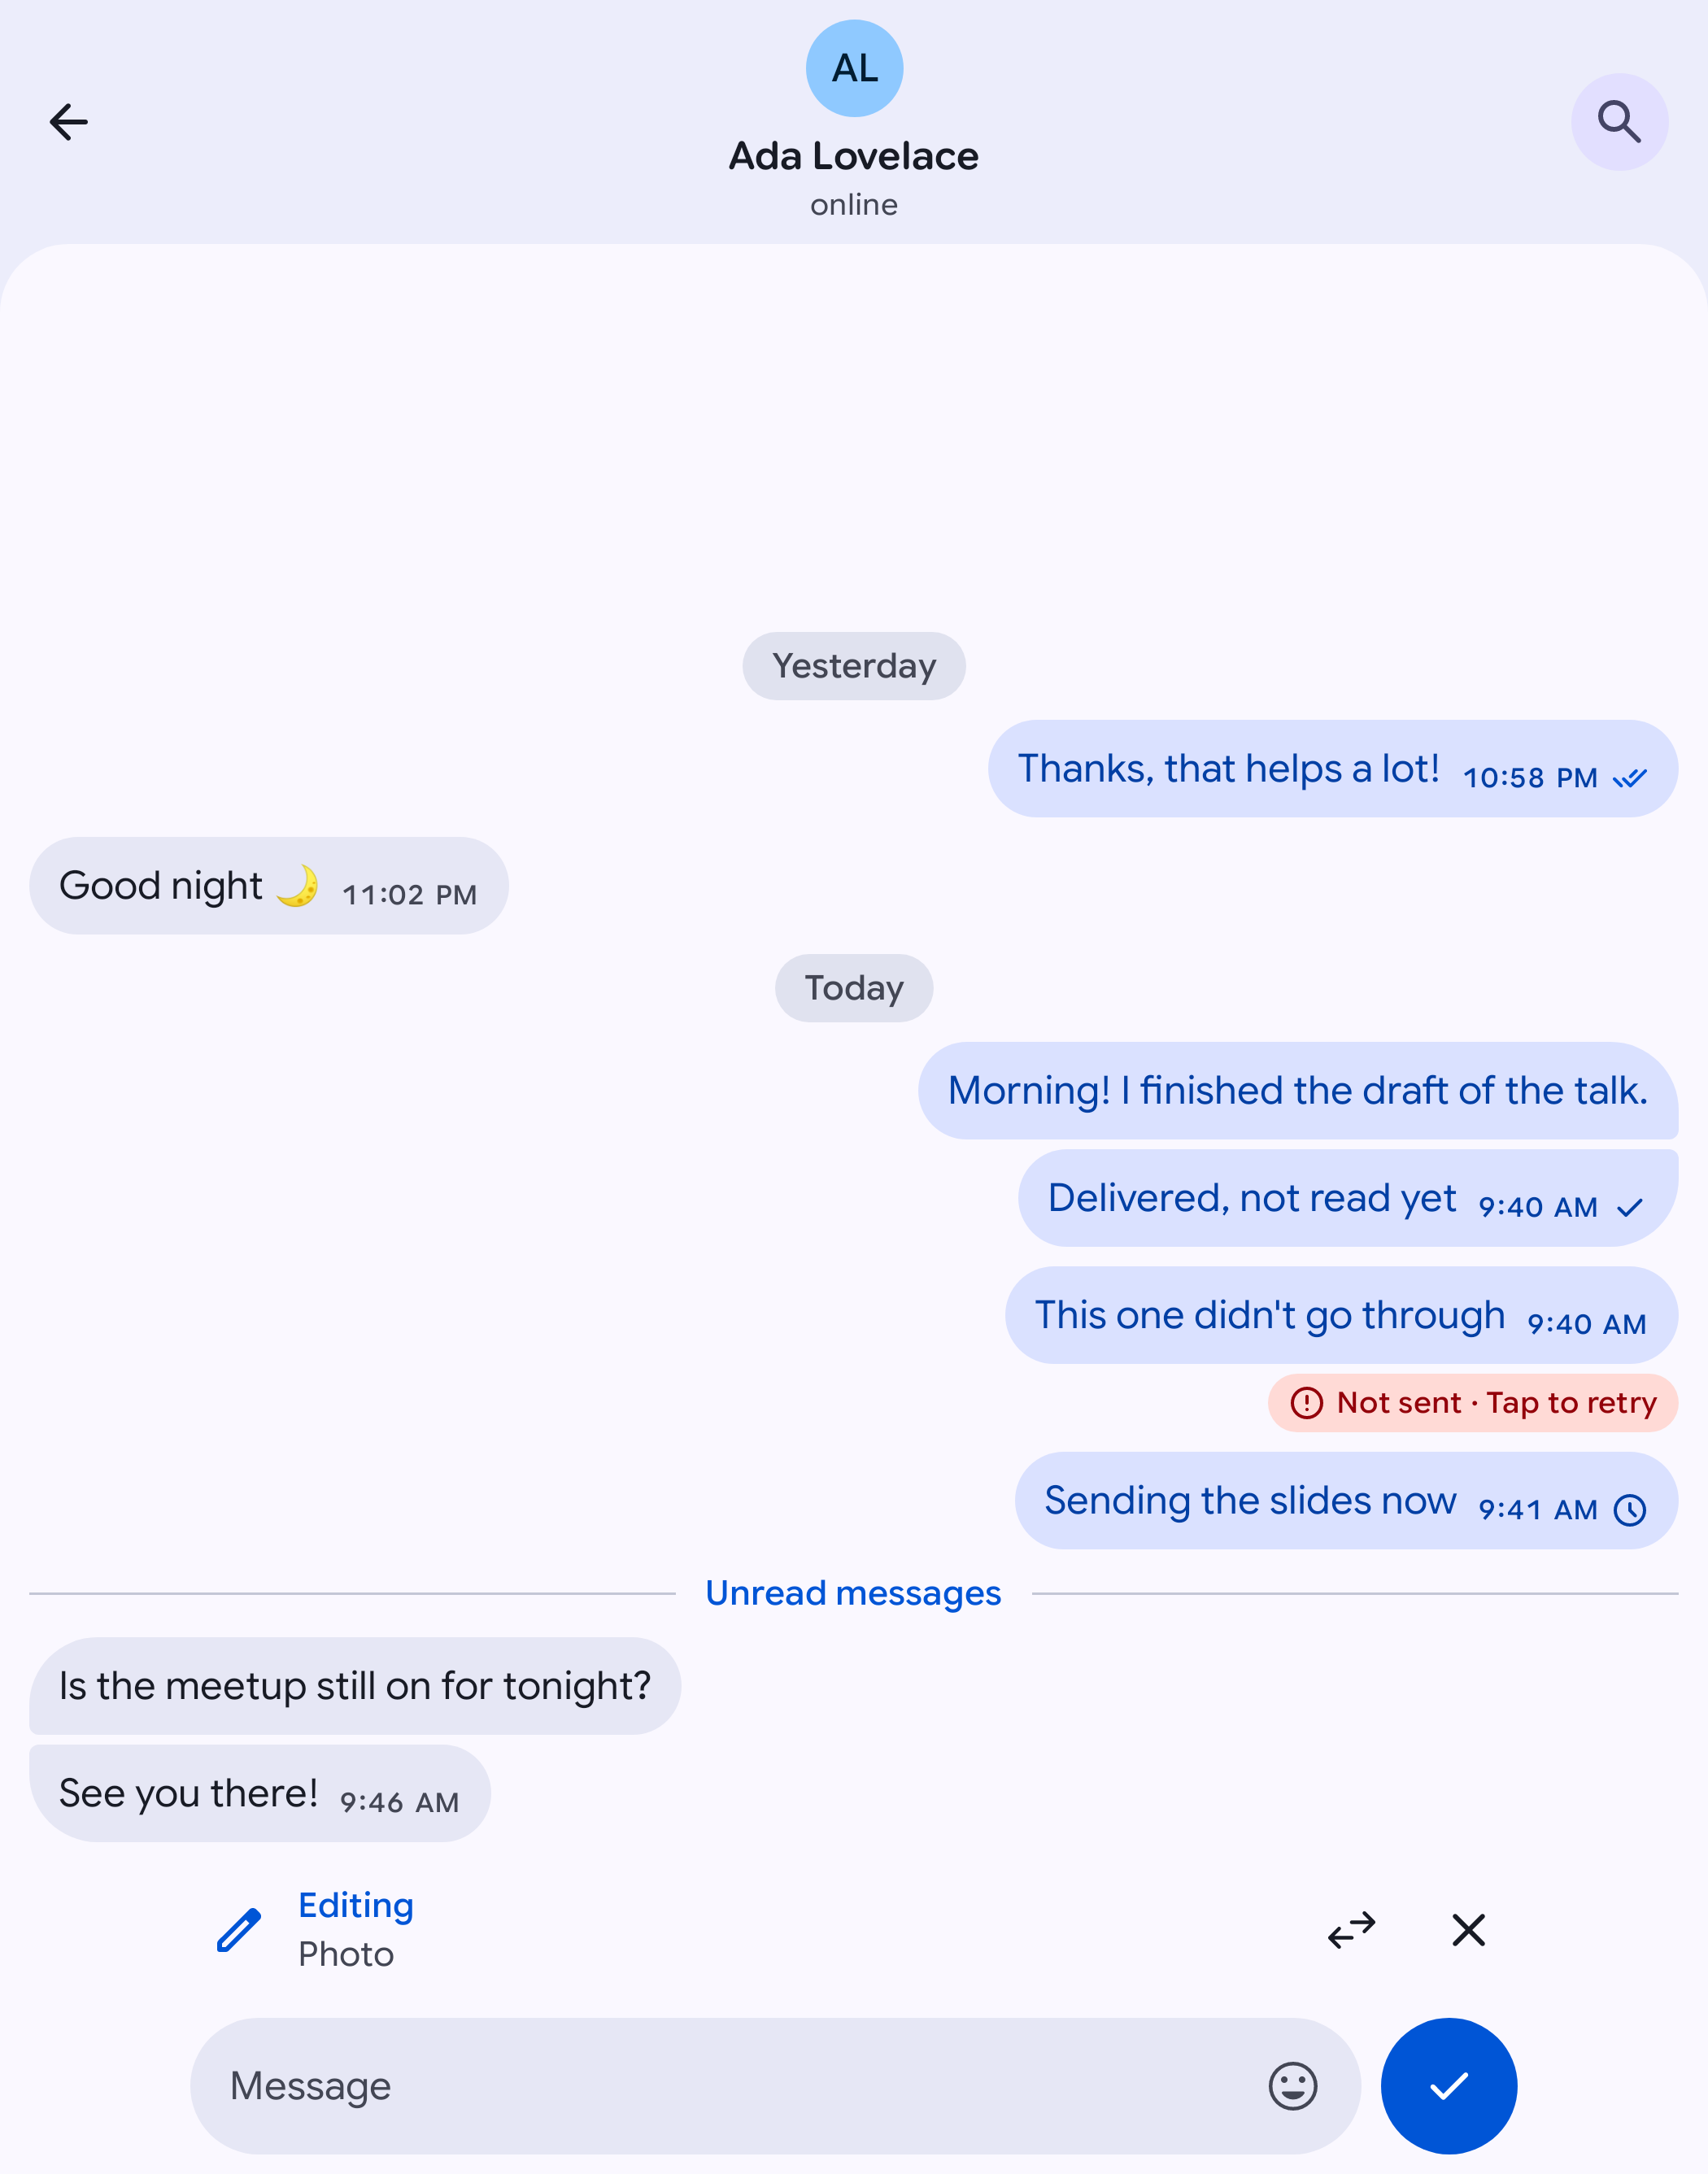 AL
Ada Lovelace
online
Yesterday
Thanks, that helps a lot! 10:58 PM
Good night 🌙 11:02 PM
Today
Morning! I finished the draft of the talk.
Delivered, not read yet 9:40 AM
This one didn't go through 9:40 AM
Not sent · Tap to retry
Sending the slides now 9:41 AM
Unread messages
Is the meetup still on for tonight?
See you there! 9:46 AM
Editing
Photo
Message